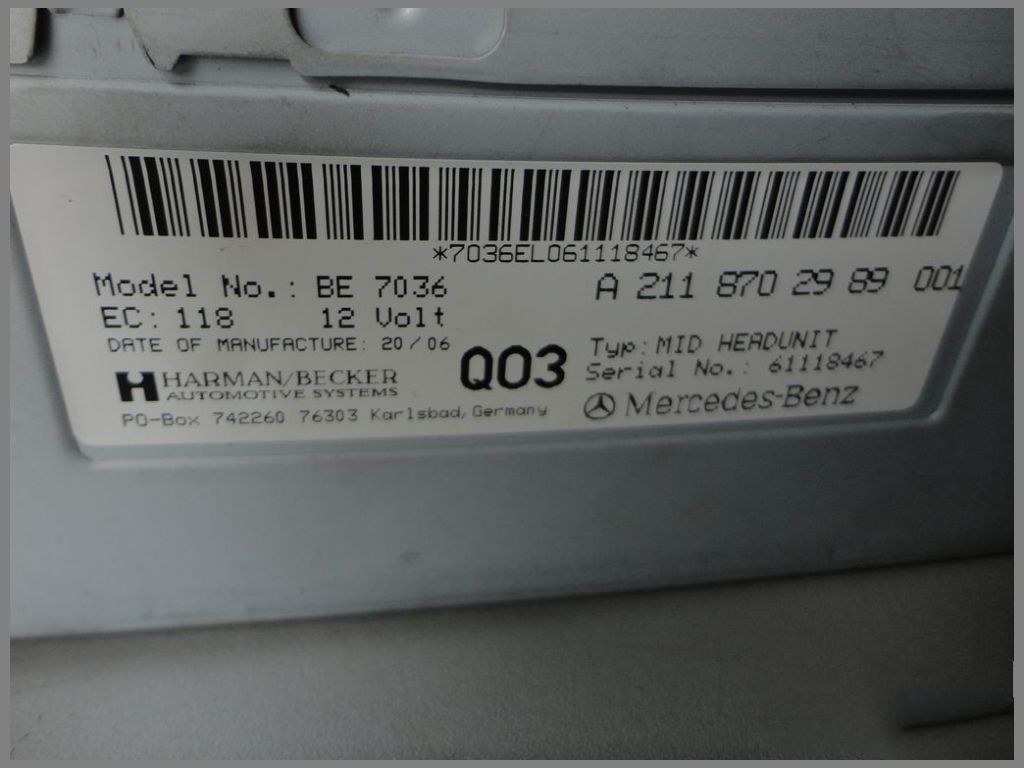 *7036EL061118467*
Model No.: BE 7036
A 211 870 29 89 001
EC: 118 12 Volt
DATE OF MANUFACTURE: 20/06
Q03
Typ: MID HEADUNIT
Serial No.: 61118467
HARMAN/BECKER
AUTOMOTIVE SYSTEMS
Mercedes-Benz
PO-Box 742260 76303 Karlsbad, Germany